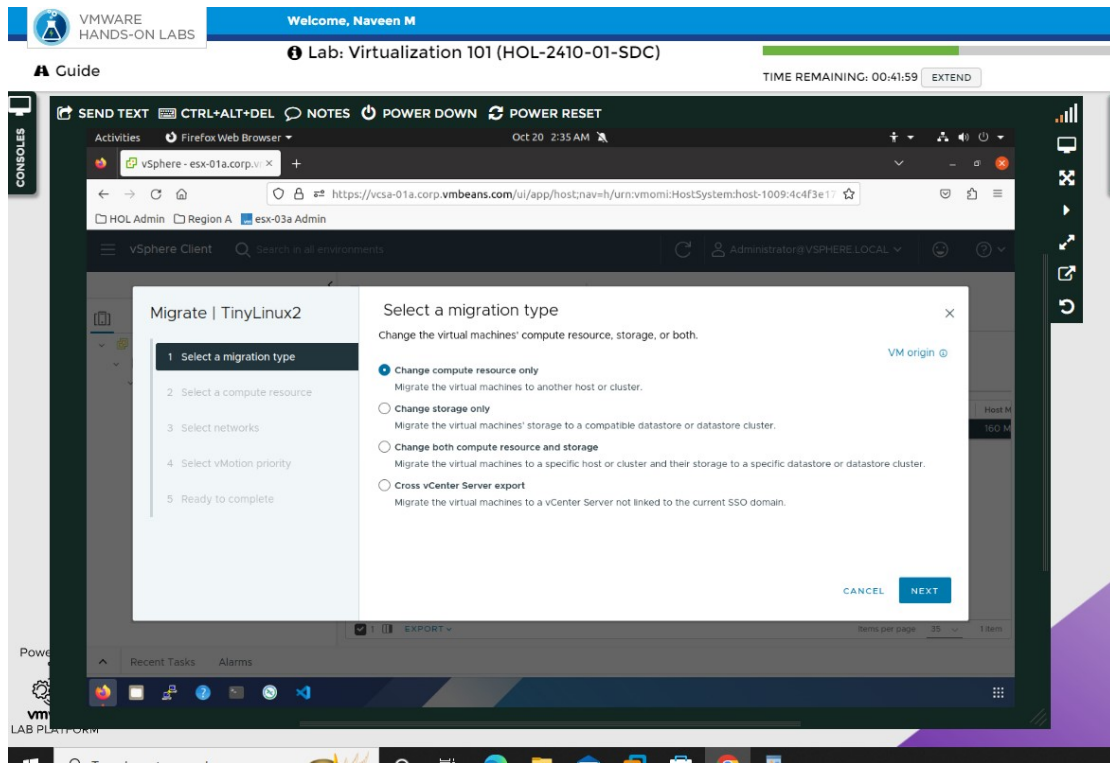 VMWARE
HANDS-ON LABS
Welcome, Naveen M
Lab: Virtualization 101 (HOL-2410-01-SDC)
Guide
TIME REMAINING: 00:41:59 EXTEND
CONSOLES
SEND TEXT CTRL+ALT+DEL NOTES POWER DOWN POWER RESET
Activities Firefox Web Browser Oct 20 2:35 AM
vSphere - esx-01a.corp.v
https://vcsa-01a.corp.vmbeans.com/ui/app/host;nav=h/urn:vmomi:HostSystem:host-1009:4c4f3e17
HOL Admin Region A esx-03a Admin
vSphere Client Search in all environments Administrator@VSPHERE.LOCAL
Migrate | TinyLinux2
1 Select a migration type
2 Select a compute resource
3 Select networks
4 Select vMotion priority
5 Ready to complete
Select a migration type
Change the virtual machines' compute resource, storage, or both.
VM origin
Change compute resource only
Migrate the virtual machines to another host or cluster.
Change storage only
Migrate the virtual machines' storage to a compatible datastore or datastore cluster.
Change both compute resource and storage
Migrate the virtual machines to a specific host or cluster and their storage to a specific datastore or datastore cluster.
Cross vCenter Server export
Migrate the virtual machines to a vCenter Server not linked to the current SSO domain.
CANCEL NEXT
Host M
160 M
1 EXPORT Items per page 35 1 item
Recent Tasks Alarms
Powe
vm
LAB PLATFORM